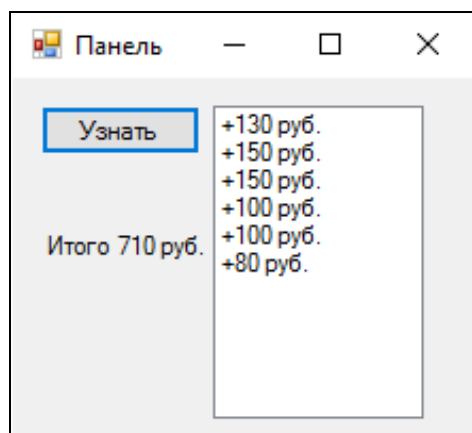 Панель
Узнать
+130 руб.
+150 руб.
+150 руб.
+100 руб.
+100 руб.
+80 руб.
Итого 710 руб.